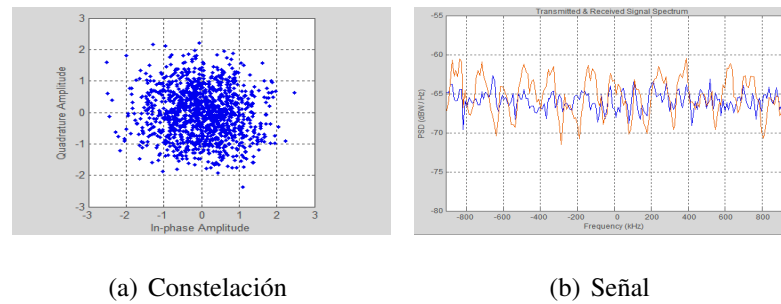 3
2
1
0
-1
-2
-3
Quadrature Amplitude
-3 -2 -1 0 1 2 3
In-phase Amplitude
(a) Constelación
Transmitted & Received Signal Spectrum
-55
-60
-65
-70
-75
-80
PSD (dBW/Hz)
-800 -600 -400 -200 0 200 400 600 800
Frequency (kHz)
(b) Señal